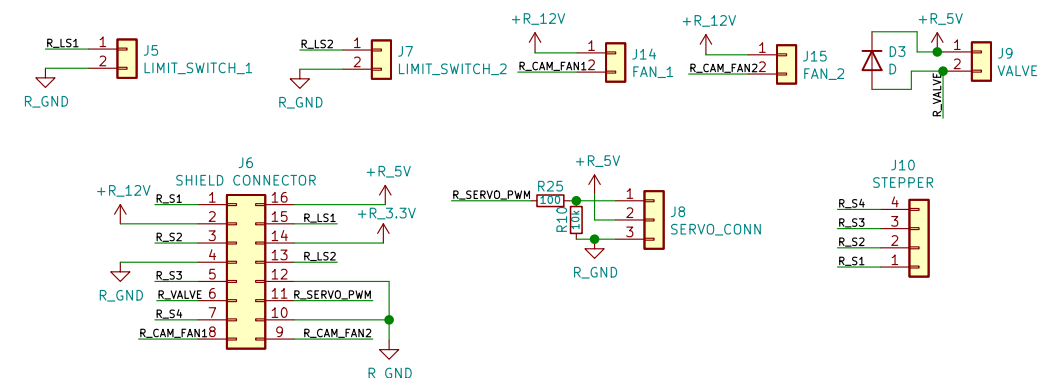 R_LS1 1 J5
2 LIMIT_SWITCH_1
R_GND
R_LS2 1 J7
2 LIMIT_SWITCH_2
R_GND
+R_12V
1 J14
R_CAM_FAN1 2 FAN_1
+R_12V
1 J15
R_CAM_FAN2 2 FAN_2
+R_5V
D3 1 J9
D 2 VALVE
R_VALVE
J6
SHIELD CONNECTOR
+R_12V
+R_5V
R_S1 1 16
2 15 R_LS1
+R_3.3V
R_S2 3 14
4 13 R_LS2
R_GND
R_S3 5 12
R_VALVE 6 11 R_SERVO_PWM
R_S4 7 10
R_CAM_FAN1 8 9 R_CAM_FAN2
R_GND
+R_5V
R_SERVO_PWM R25 1
100
R10 10k 2 J8
3 SERVO_CONN
R_GND
J10
STEPPER
R_S4 4
R_S3 3
R_S2 2
R_S1 1